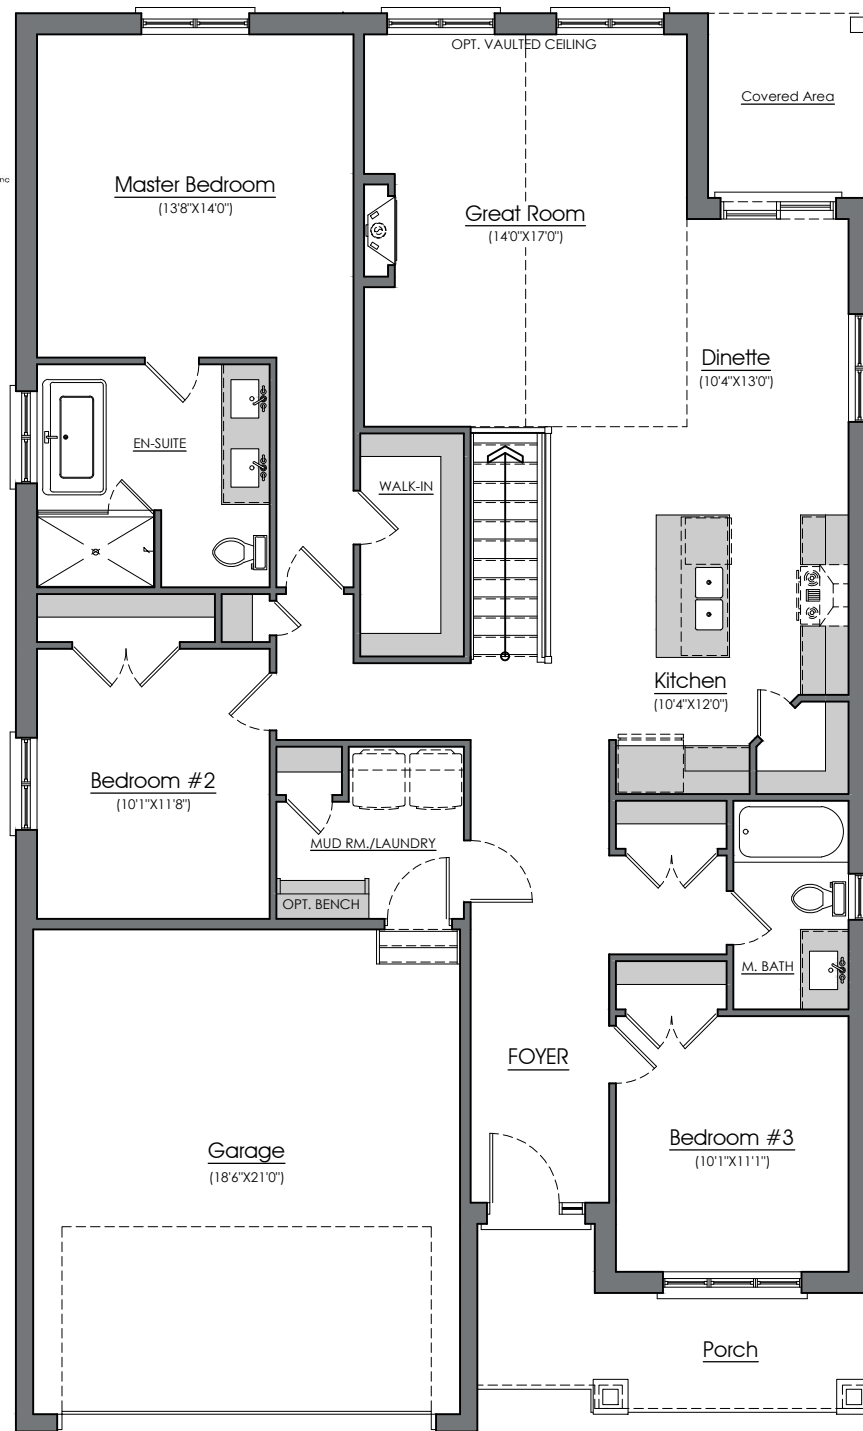 OPT. VAULTED CEILING
Covered Area
nc
Master Bedroom
(13'8"X14'0")
Great Room
(14'0"X17'0")
Dinette
(10'4"X13'0")
EN-SUITE
WALK-IN
Kitchen
(10'4"X12'0")
Bedroom #2
(10'1"X11'8")
MUD RM./LAUNDRY
OPT. BENCH
M. BATH
FOYER
Bedroom #3
(10'1"X11'1")
Garage
(18'6"X21'0")
Porch